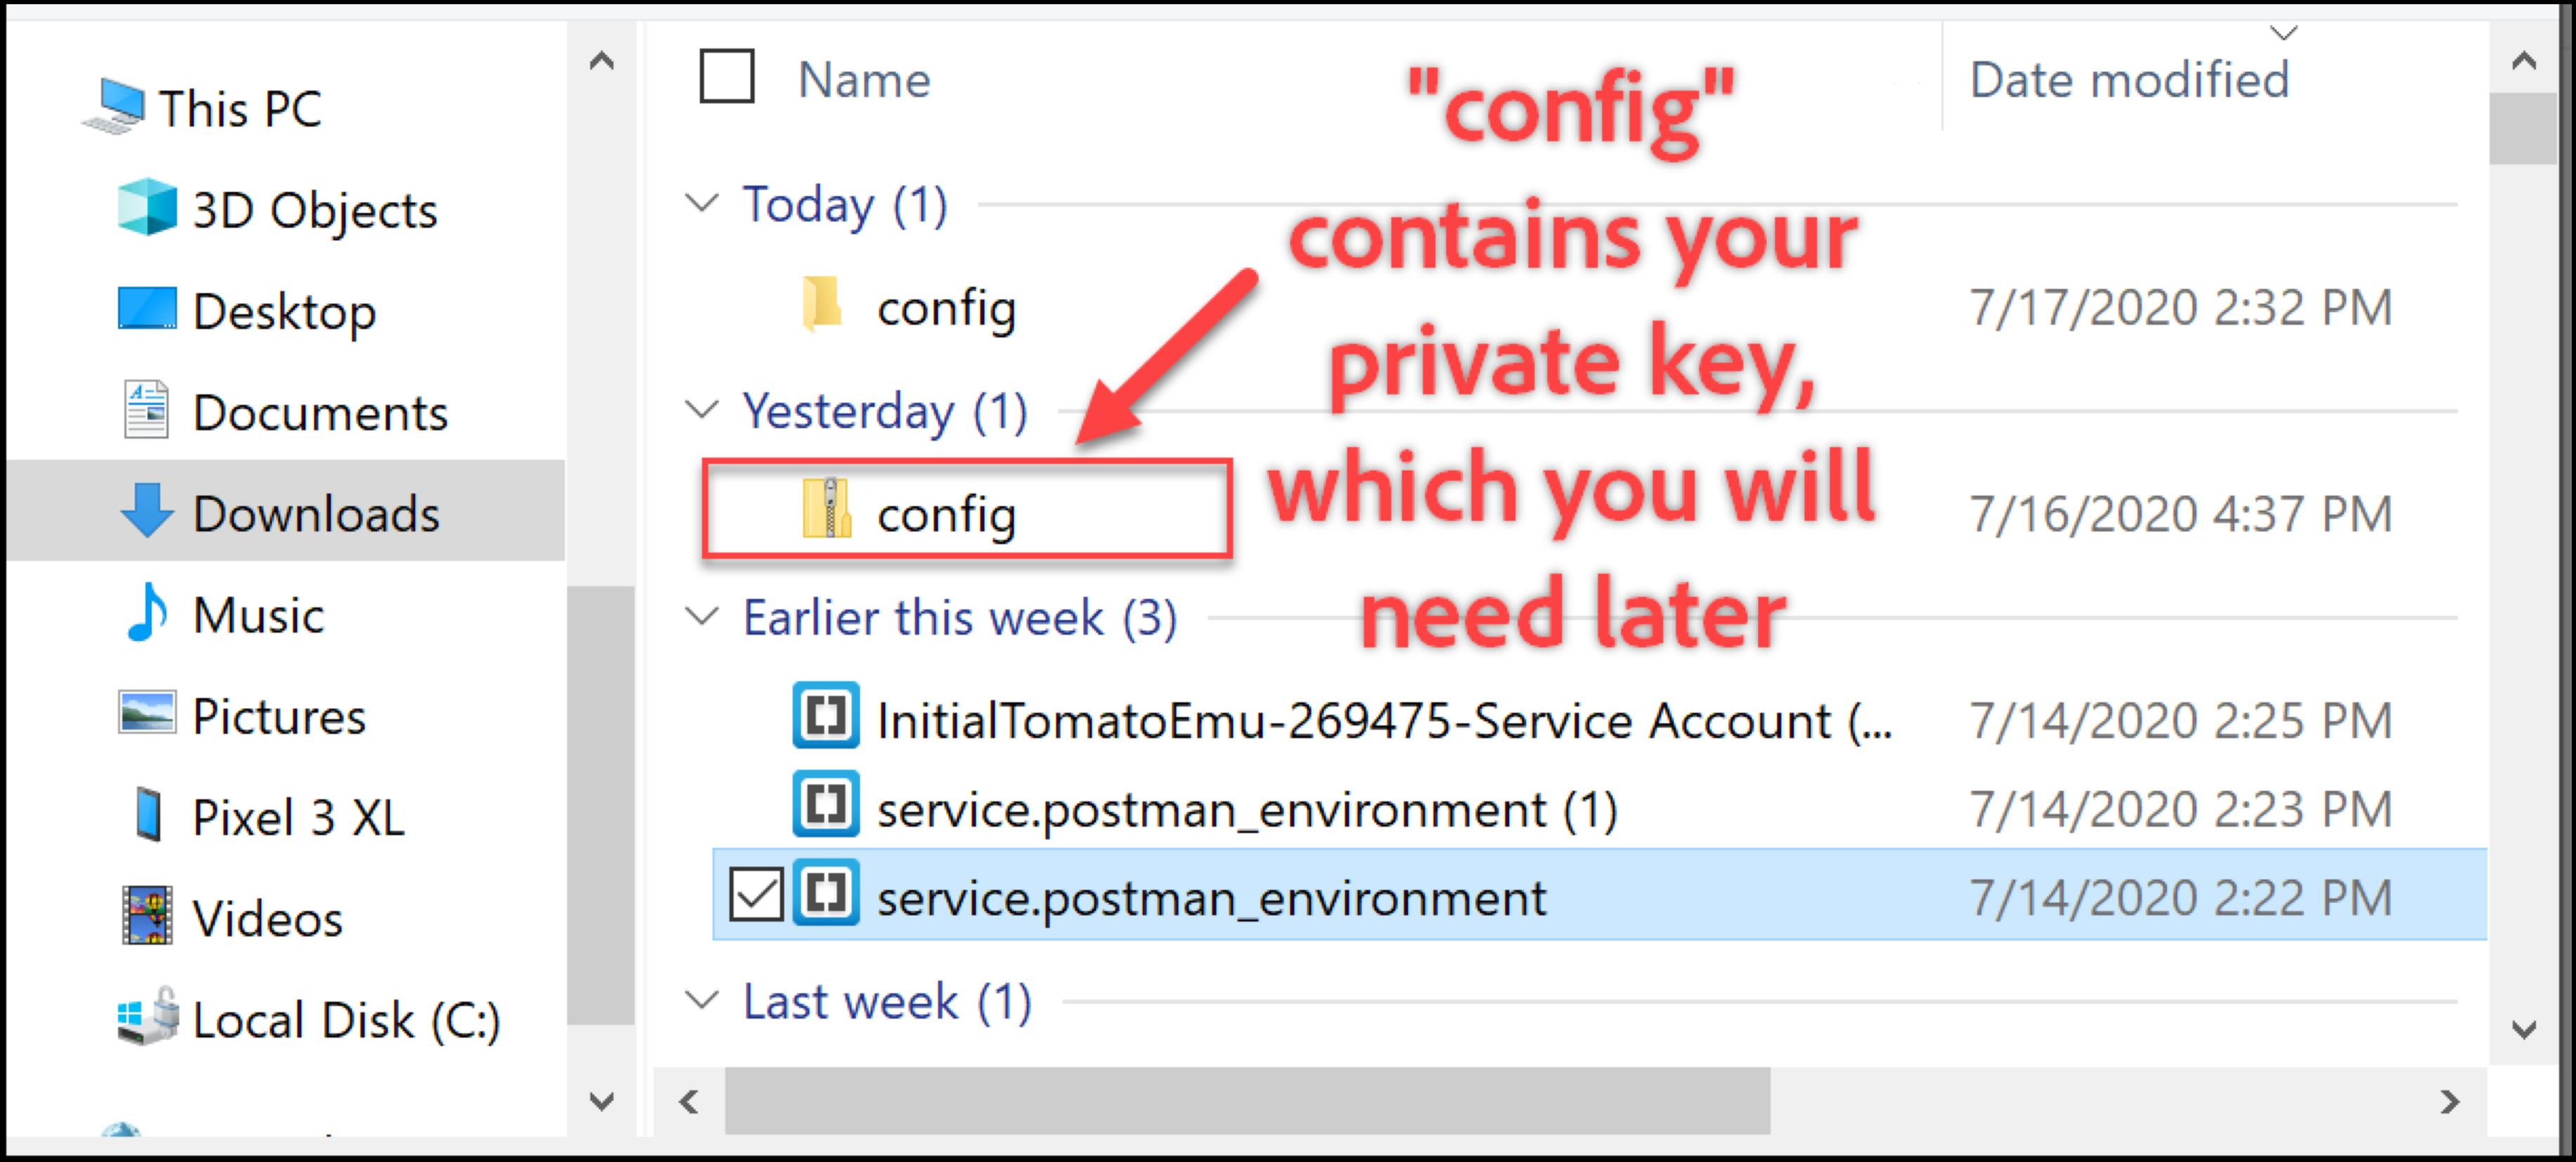 This PC
3D Objects
Desktop
Documents
Downloads
Music
Pictures
Pixel 3 XL
Videos
Local Disk (C:)
Name
Date modified
"config"
contains your
private key,
which you will
need later
Today (1)
config
7/17/2020 2:32 PM
Yesterday (1)
config
7/16/2020 4:37 PM
Earlier this week (3)
InitialTomatoEmu-269475-Service Account (...
7/14/2020 2:25 PM
service.postman_environment (1)
7/14/2020 2:23 PM
service.postman_environment
7/14/2020 2:22 PM
Last week (1)